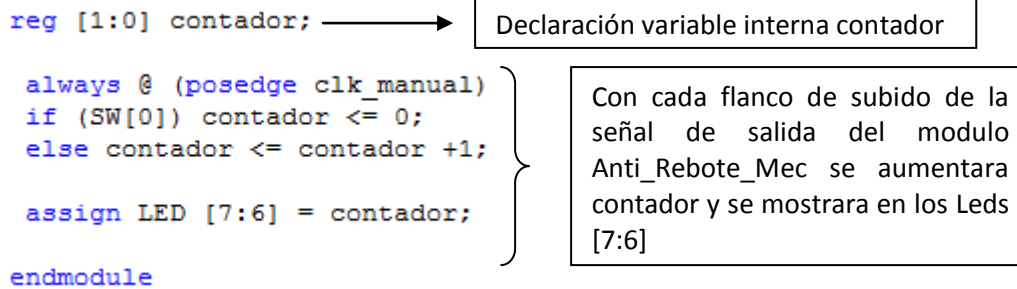 reg [1:0] contador;
Declaración variable interna contador
always @ (posedge clk_manual)
if (SW[0]) contador <= 0;
else contador <= contador +1;
assign LED [7:6] = contador;
endmodule
Con cada flanco de subido de la
señal de salida del modulo
Anti_Rebote_Mec se aumentara
contador y se mostrara en los Leds
[7:6]